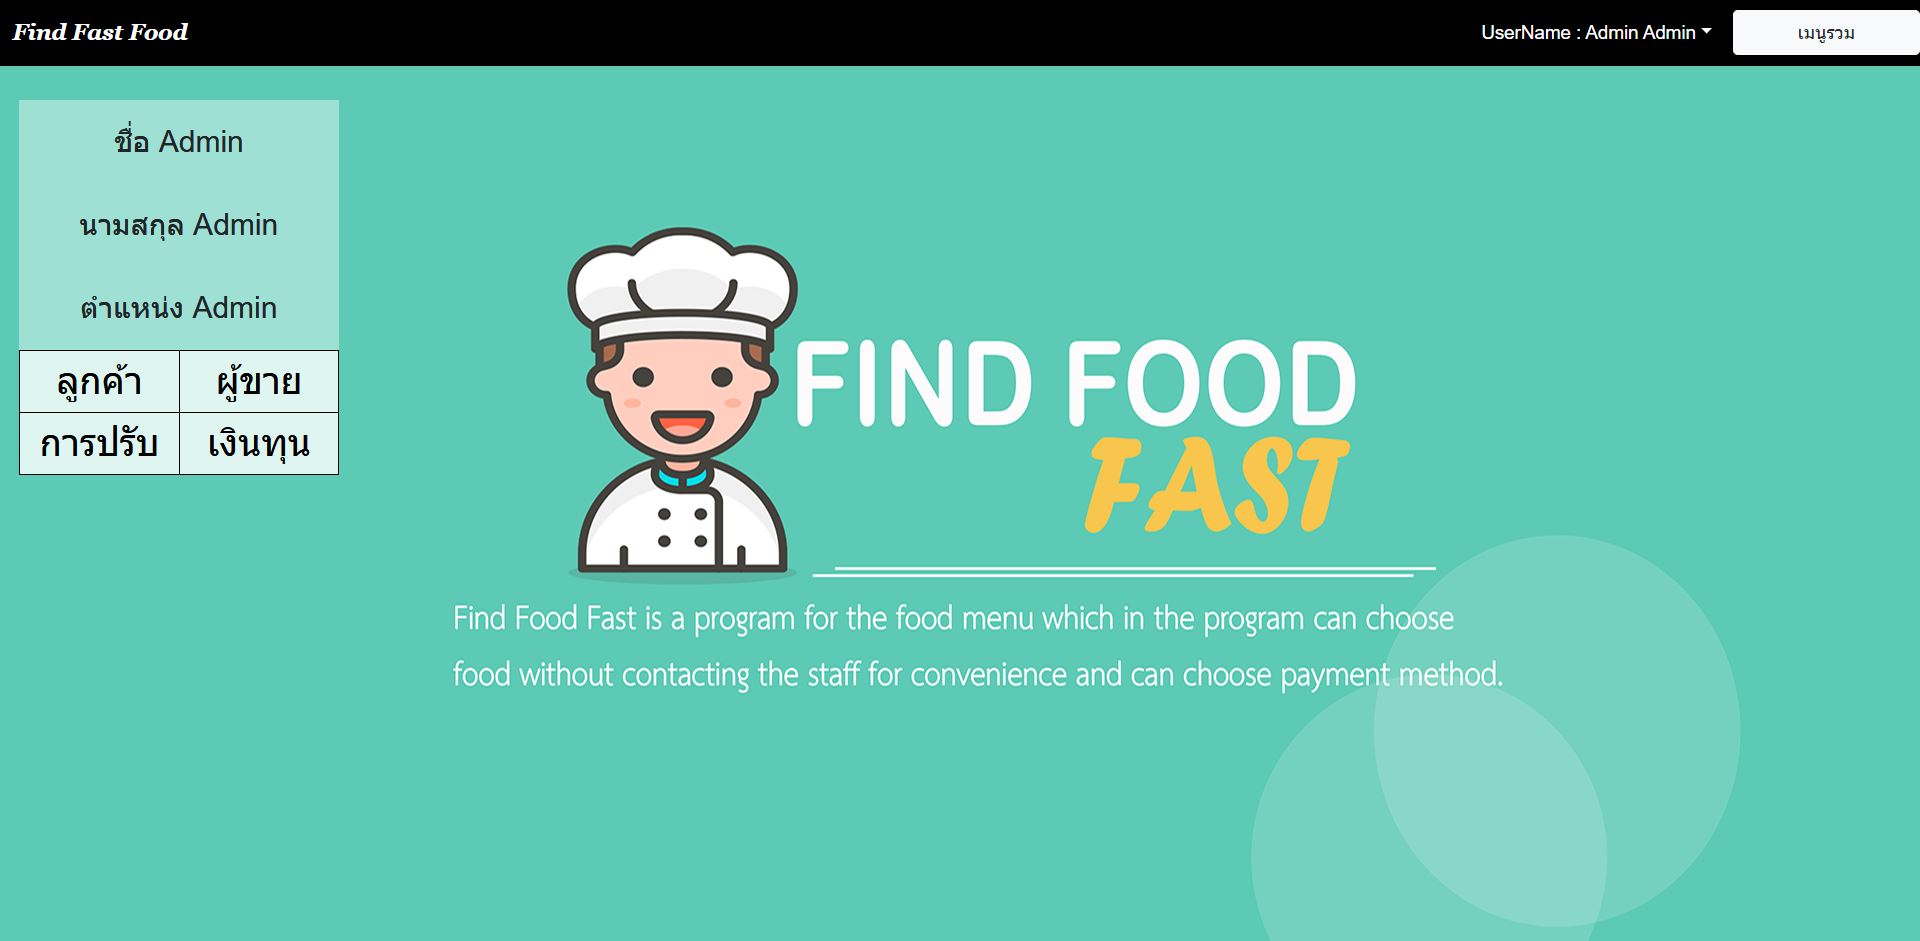 Find Fast Food
UserName : Admin Admin
เมนูรวม
ชื่อ Admin
นามสกุล Admin
ตำแหน่ง Admin
ลูกค้า ผู้ขาย
การปรับ เงินทุน
FIND FOOD
FAST
Find Food Fast is a program for the food menu which in the program can choose
food without contacting the staff for convenience and can choose payment method.